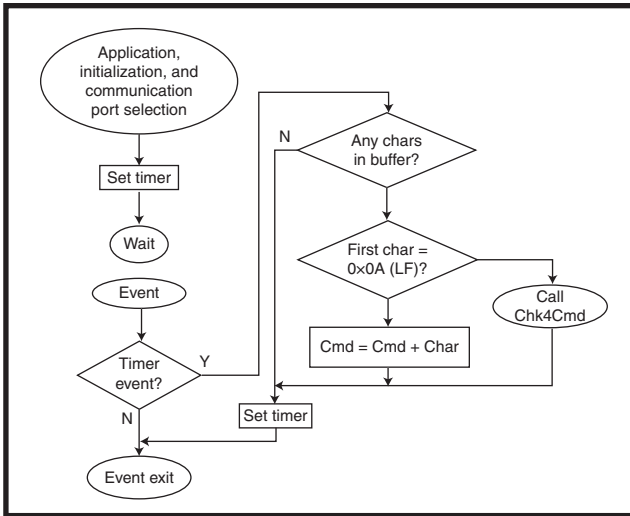 Application,
initialization, and
communication
port selection
Set timer
Wait
Event
Timer
event?
Y
N
Event exit
N
Any chars
in buffer?
First char =
0×0A (LF)?
Call
Chk4Cmd
Cmd = Cmd + Char
Set timer